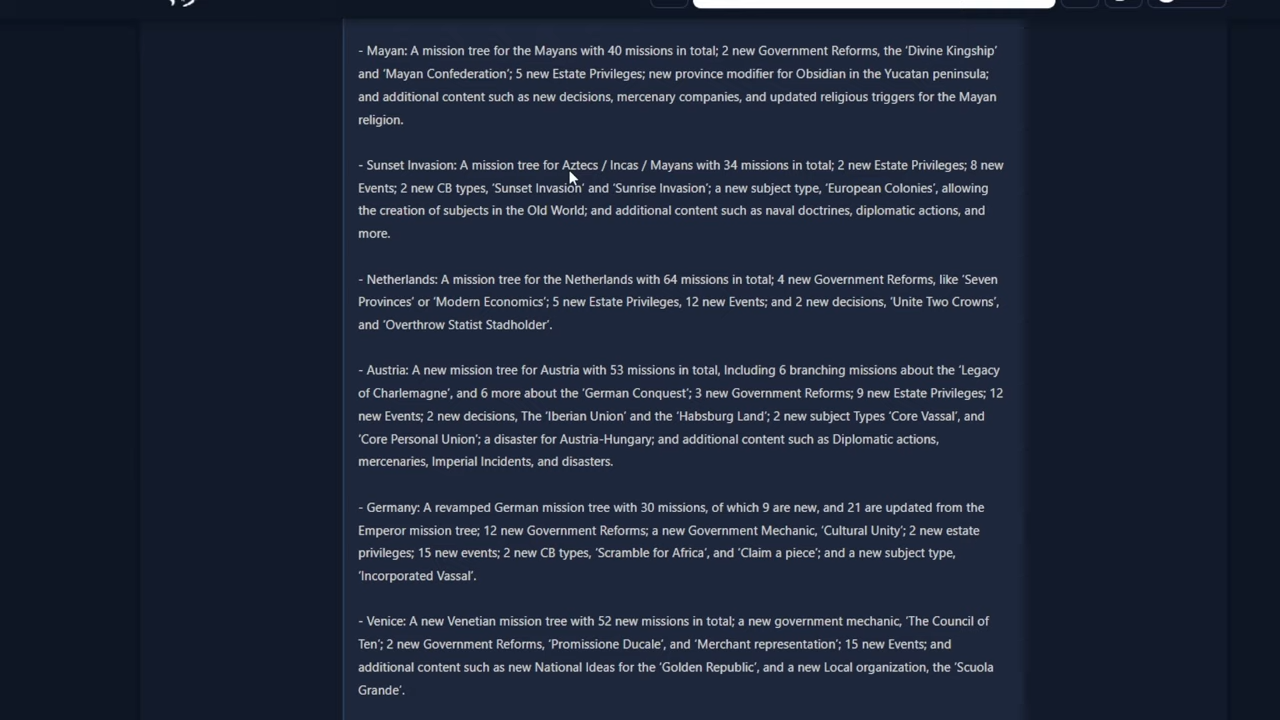 - Mayan: A mission tree for the Mayans with 40 missions in total; 2 new Government Reforms, the ‘Divine Kingship’
and ‘Mayan Confederation’; 5 new Estate Privileges; new province modifier for Obsidian in the Yucatan peninsula;
and additional content such as new decisions, mercenary companies, and updated religious triggers for the Mayan
religion.
- Sunset Invasion: A mission tree for Aztecs / Incas / Mayans with 34 missions in total; 2 new Estate Privileges; 8 new
Events; 2 new CB types, ‘Sunset Invasion’ and ‘Sunrise Invasion’; a new subject type, ‘European Colonies’, allowing
the creation of subjects in the Old World; and additional content such as naval doctrines, diplomatic actions, and
more.
- Netherlands: A mission tree for the Netherlands with 64 missions in total; 4 new Government Reforms, like ‘Seven
Provinces’ or ‘Modern Economics’; 5 new Estate Privileges, 12 new Events; and 2 new decisions, ‘Unite Two Crowns’,
and ‘Overthrow Statist Stadholder’.
- Austria: A new mission tree for Austria with 53 missions in total, Including 6 branching missions about the ‘Legacy
of Charlemagne’, and 6 more about the ‘German Conquest’; 3 new Government Reforms; 9 new Estate Privileges; 12
new Events; 2 new decisions, The ‘Iberian Union’ and the ‘Habsburg Land’; 2 new subject Types ‘Core Vassal’, and
‘Core Personal Union’; a disaster for Austria-Hungary; and additional content such as Diplomatic actions,
mercenaries, Imperial Incidents, and disasters.
- Germany: A revamped German mission tree with 30 missions, of which 9 are new, and 21 are updated from the
Emperor mission tree; 12 new Government Reforms; a new Government Mechanic, ‘Cultural Unity’; 2 new estate
privileges; 15 new events; 2 new CB types, ‘Scramble for Africa’, and ‘Claim a piece’; and a new subject type,
‘Incorporated Vassal’.
- Venice: A new Venetian mission tree with 52 new missions in total; a new government mechanic, ‘The Council of
Ten’; 2 new Government Reforms, ‘Promissione Ducale’, and ‘Merchant representation’; 15 new Events; and
additional content such as new National Ideas for the ‘Golden Republic’, and a new Local organization, the ‘Scuola
Grande’.